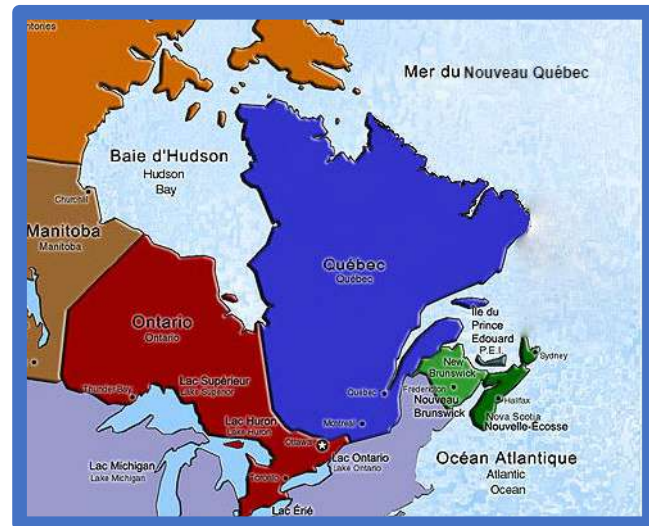 tories
Mer du Nouveau Québec
Baie d'Hudson
Hudson
Bay
Churchill
Manitoba
Manitoba
Québec
Québec
Ontario
Ontario
Ile du
Prince
Edouard
P.E.I.
Sydney
New
Brunswick
Thunder Bay
Lac Supérieur
Lake Superior
Québec
Fredericton
Nouveau
Brunswick
Halifax
Nova Scotia
Nouvelle-Écosse
Lac Huron
Lake Huron
Montreal
Ottawa
Lac Ontario
Lake Ontario
Lac Michigan
Lake Michigan
Toronto
Océan Atlantique
Atlantic
Ocean
Lac Érié